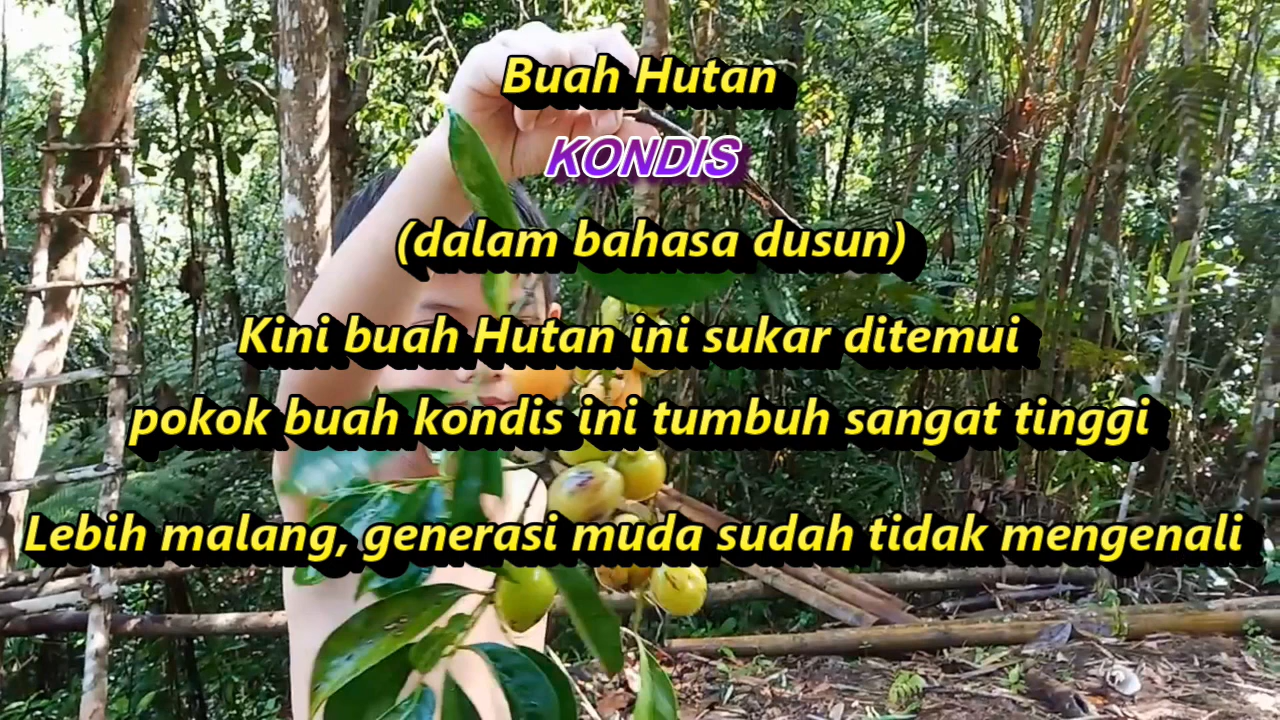 Buah Hutan
KONDIS
(dalam bahasa dusun)
Kini buah Hutan ini sukar ditemui
pokok buah kondis ini tumbuh sangat tinggi
Lebih malang, generasi muda sudah tidak mengenali